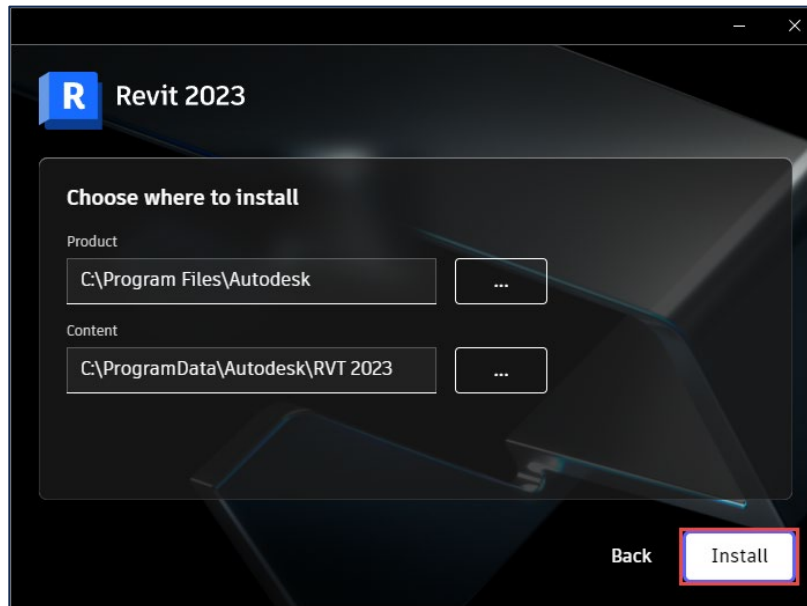 R Revit 2023
Choose where to install
Product
C:\Program Files\Autodesk ...
Content
C:\ProgramData\Autodesk\RVT 2023 ...
Back Install